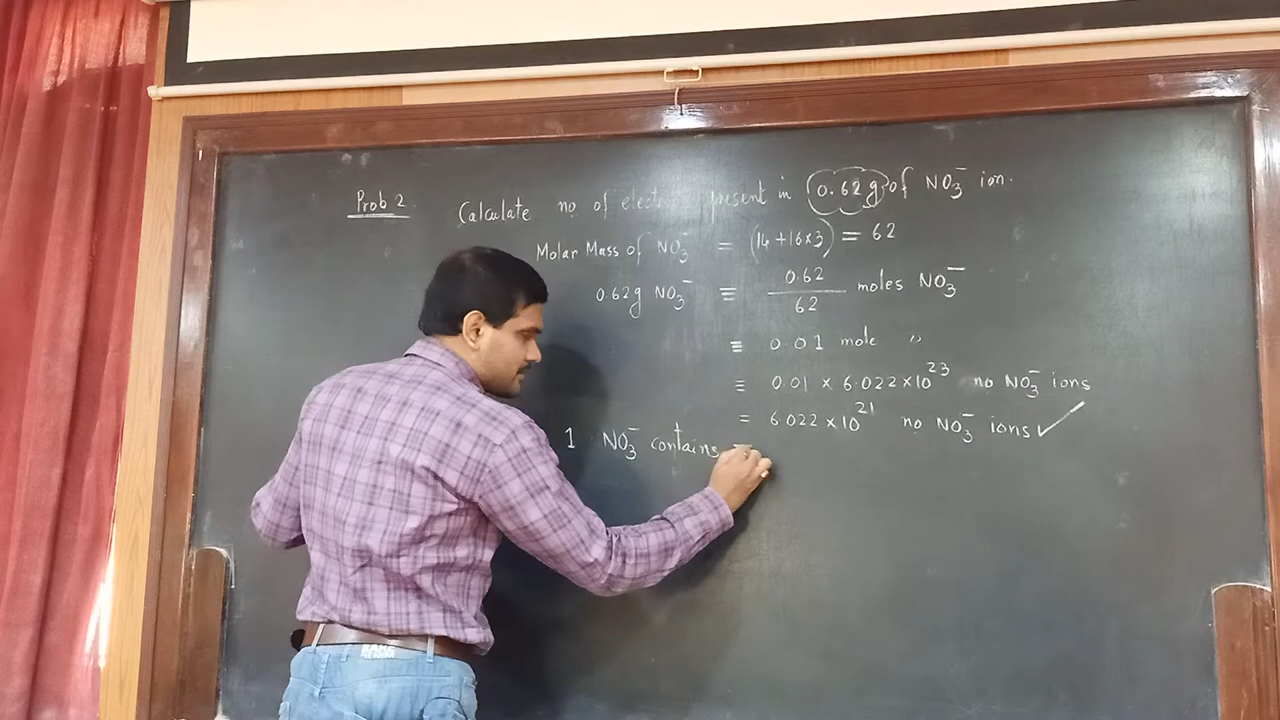 Prob 2. Calculate no of present in 0.62 g of NO₃⁻ ion.
Molar Mass of NO₃⁻ = (14+16×3) = 62
0.62g NO₃⁻ ≡ 0.62/62 moles NO₃⁻
≡ 0.01 mole "
≡ 0.01 × 6.022×10²³ no NO₃⁻ ions
= 6.022×10²¹ no NO₃⁻ ions ✓
1 NO₃⁻ contains